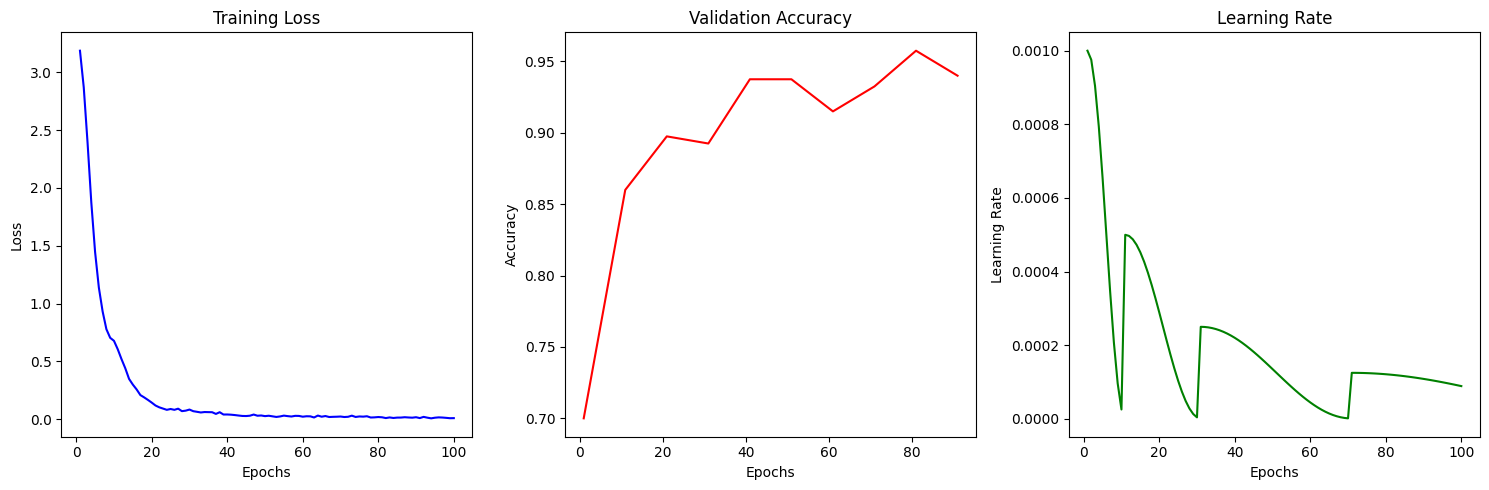 Training Loss
3.0
2.5
2.0
1.5
1.0
0.5
0.0
Loss
0 20 40 60 80 100
Epochs
Validation Accuracy
0.95
0.90
0.85
0.80
0.75
0.70
Accuracy
0 20 40 60 80
Epochs
Learning Rate
0.0010
0.0008
0.0006
0.0004
0.0002
0.0000
Learning Rate
0 20 40 60 80 100
Epochs